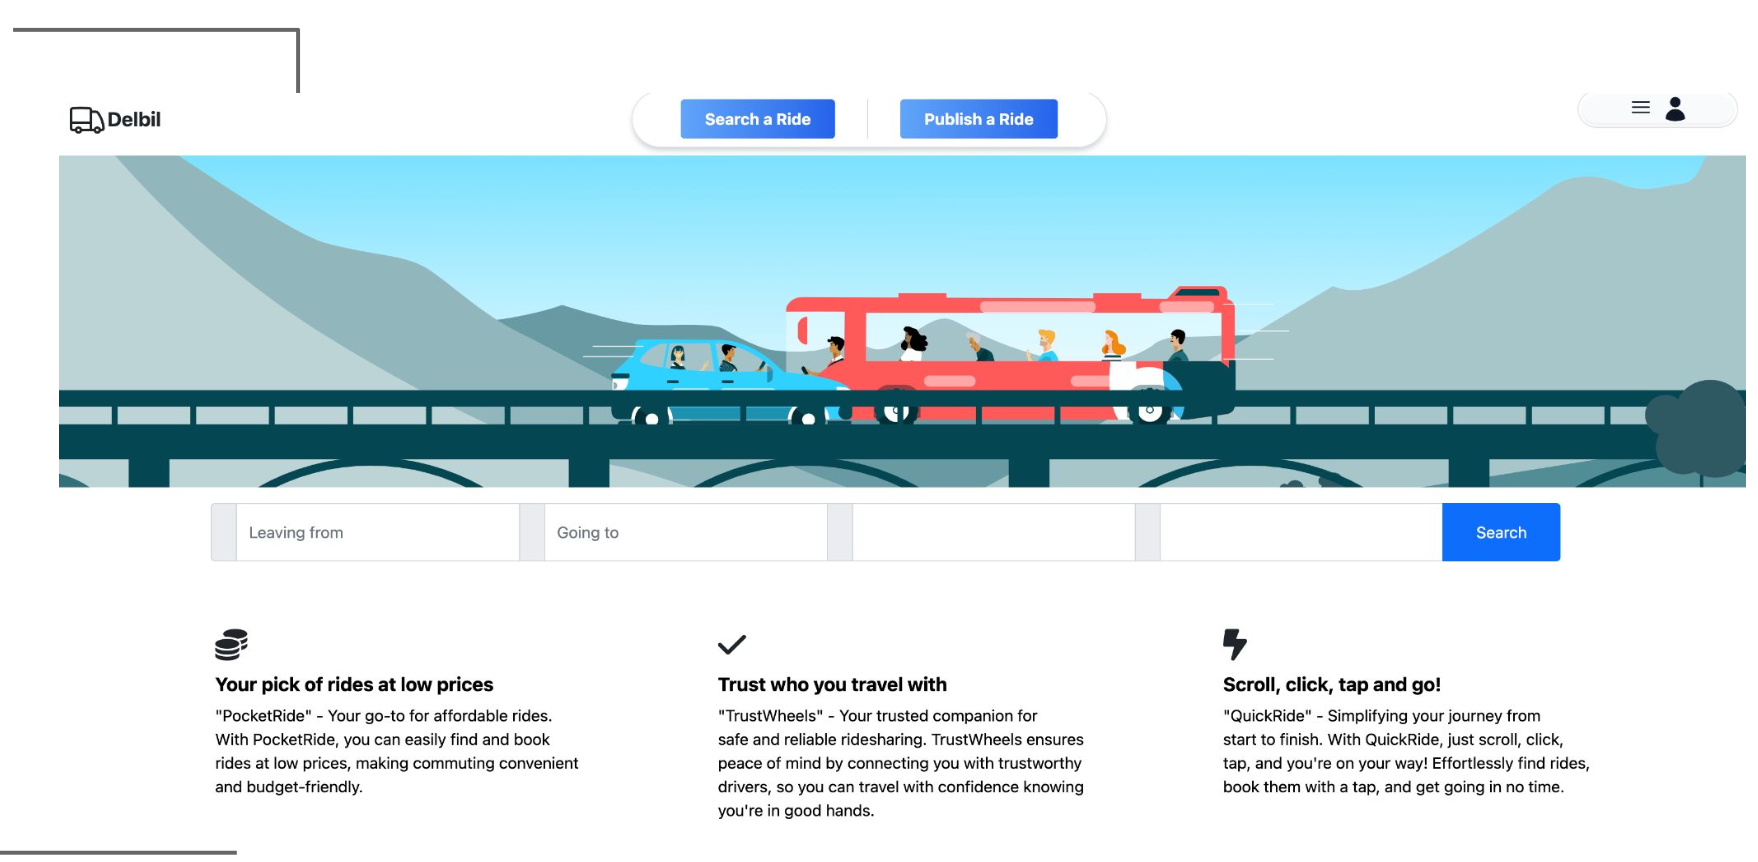 Delbil
Search a Ride
Publish a Ride
Leaving from
Going to
Search
Your pick of rides at low prices
"PocketRide" - Your go-to for affordable rides.
With PocketRide, you can easily find and book
rides at low prices, making commuting convenient
and budget-friendly.
Trust who you travel with
"TrustWheels" - Your trusted companion for
safe and reliable ridesharing. TrustWheels ensures
peace of mind by connecting you with trustworthy
drivers, so you can travel with confidence knowing
you're in good hands.
Scroll, click, tap and go!
"QuickRide" - Simplifying your journey from
start to finish. With QuickRide, just scroll, click,
tap, and you're on your way! Effortlessly find rides,
book them with a tap, and get going in no time.